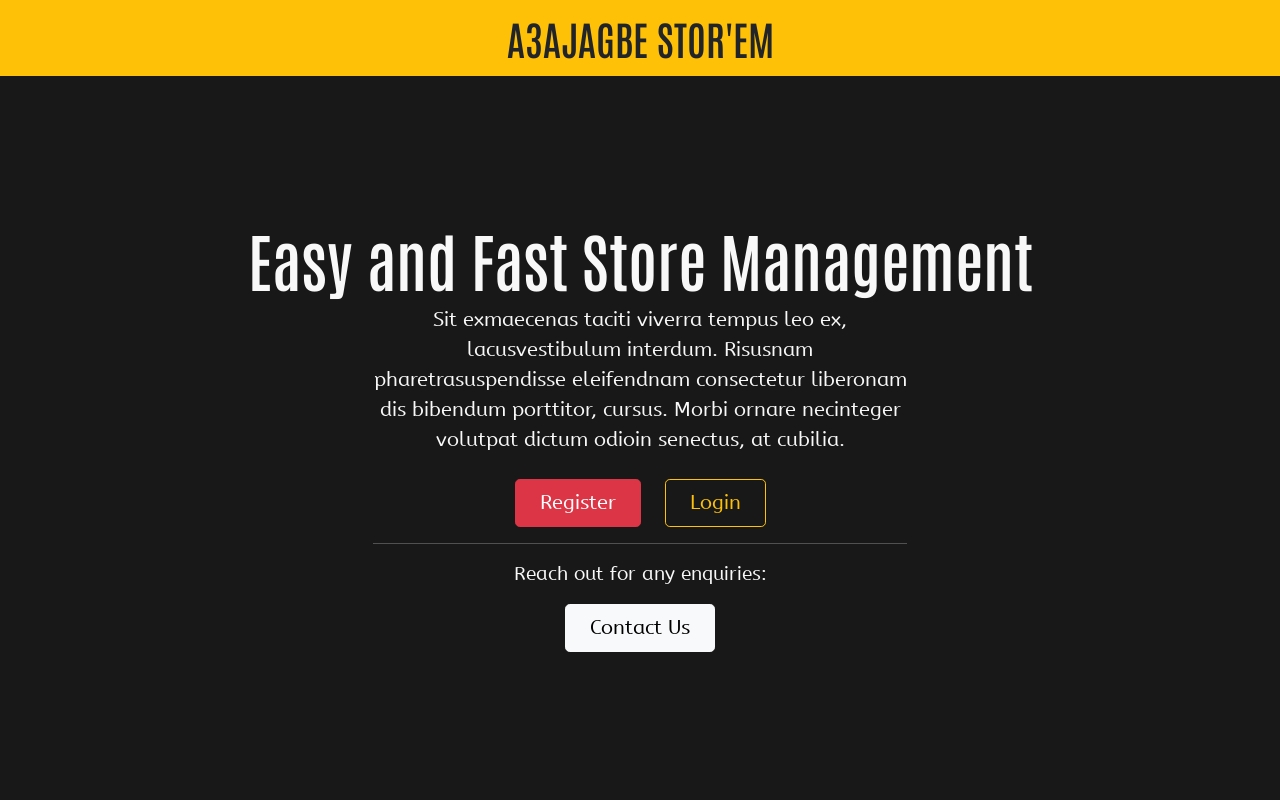 A3AJAGBE STOR'EM
Easy and Fast Store Management
Sit exmaecenas taciti viverra tempus leo ex,
lacusvestibulum interdum. Risusnam
pharetrasuspendisse eleifendnam consectetur liberonam
dis bibendum porttitor, cursus. Morbi ornare necinteger
volutpat dictum odioin senectus, at cubilia.
Register
Login
Reach out for any enquiries:
Contact Us